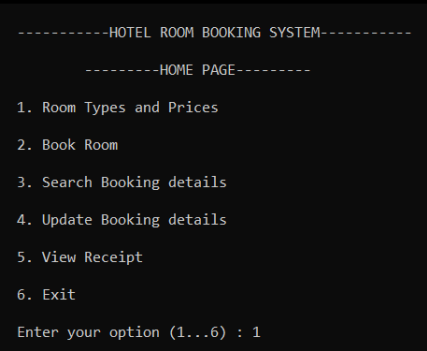 -----------HOTEL ROOM BOOKING SYSTEM-----------
---------HOME PAGE---------
1. Room Types and Prices
2. Book Room
3. Search Booking details
4. Update Booking details
5. View Receipt
6. Exit
Enter your option (1...6) : 1